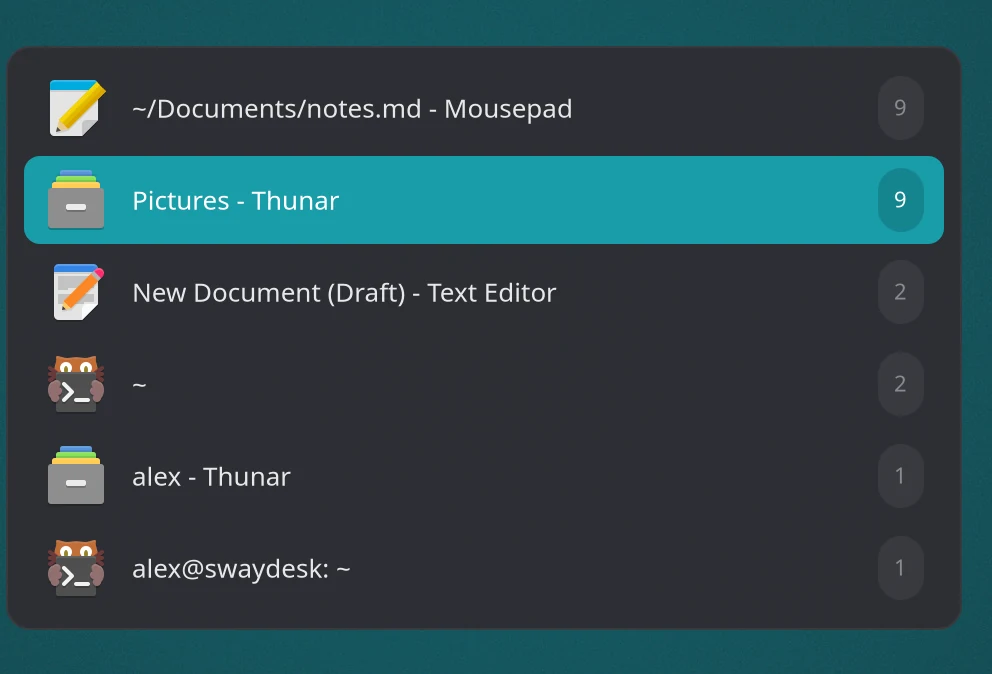 ~/Documents/notes.md - Mousepad 9
Pictures - Thunar 9
New Document (Draft) - Text Editor 2
~ 2
alex - Thunar 1
alex@swaydesk: ~ 1